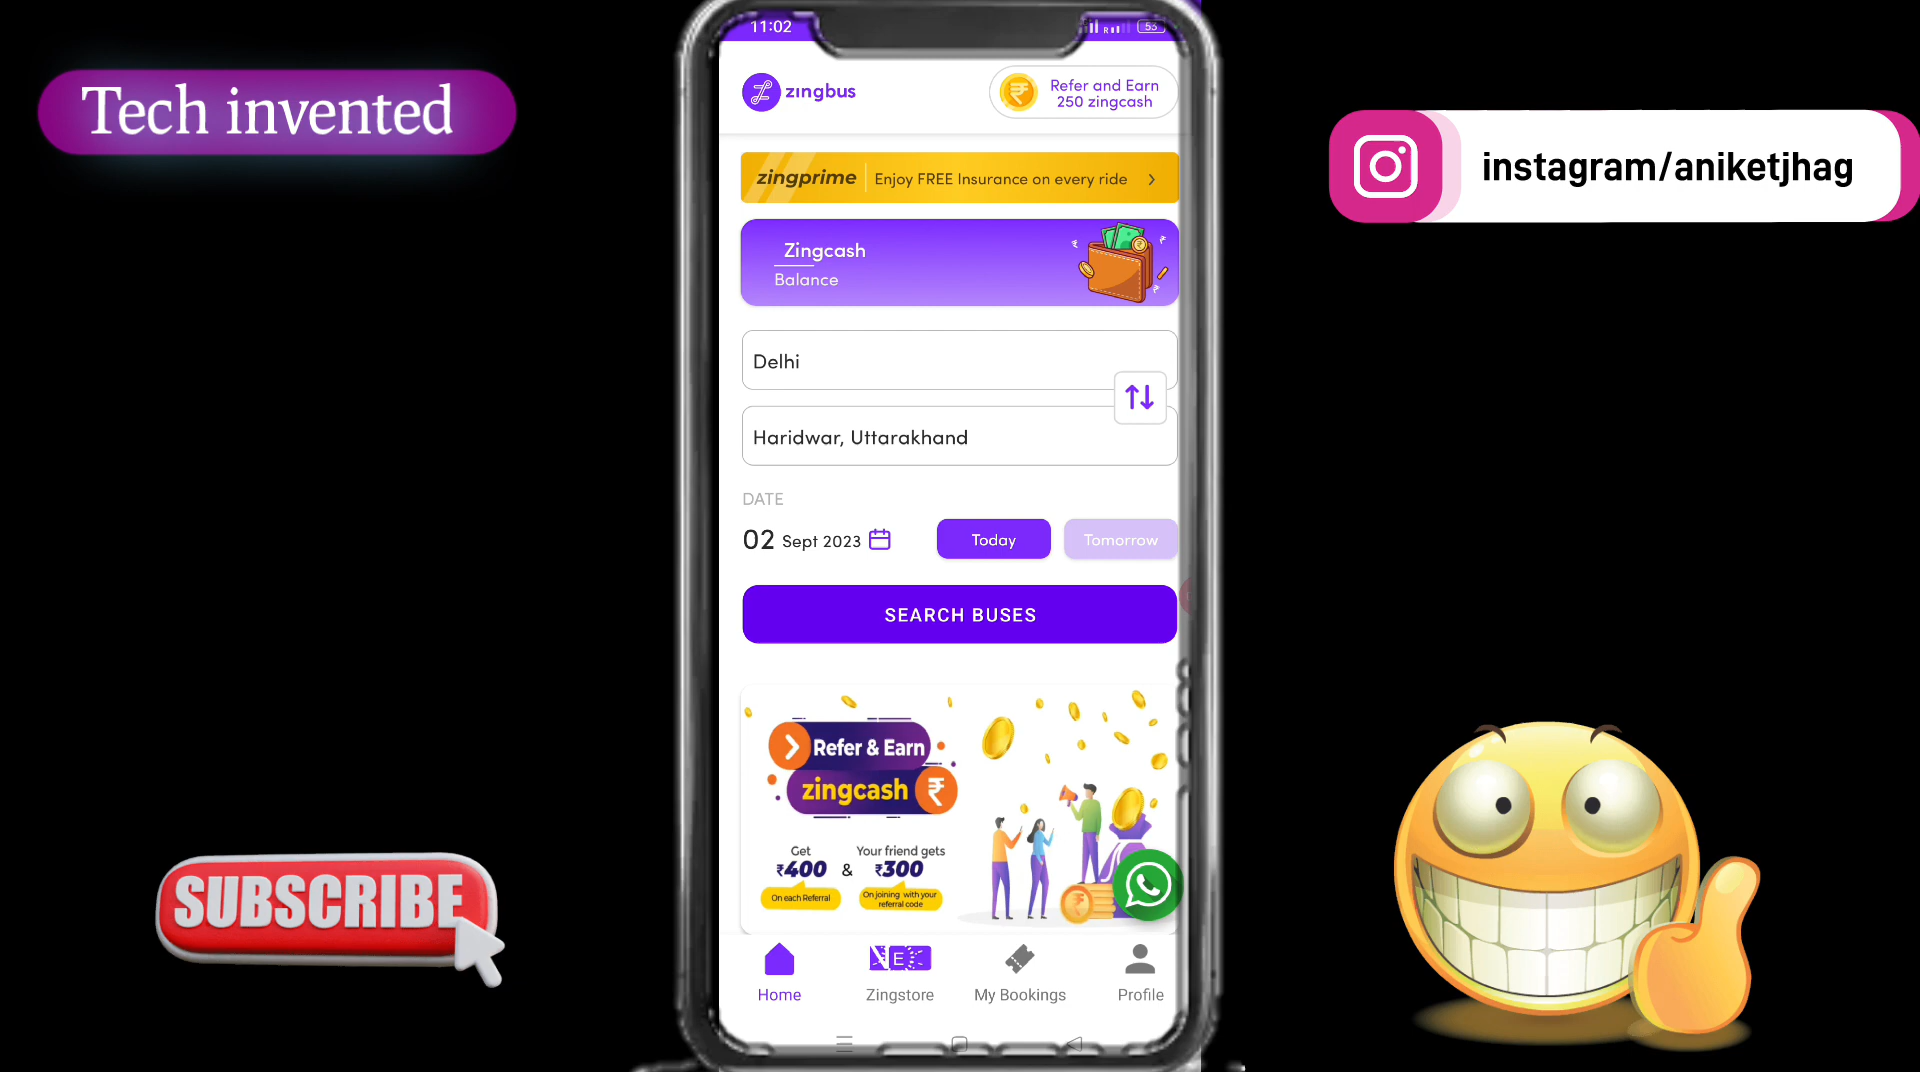 Tech invented
11:02
53
zingbus
Refer and Earn
250 zingcash
instagram/aniketjhag
zingprime
Enjoy FREE Insurance on every ride
Zingcash
Balance
Delhi
Haridwar, Uttarakhand
DATE
02 Sept 2023
Today
Tomorrow
SEARCH BUSES
Refer & Earn
zingcash ₹
Get
₹400
On each Referral
&
Your friend gets
₹300
On joining with your
referral code
SUBSCRIBE
Home
Zingstore
My Bookings
Profile